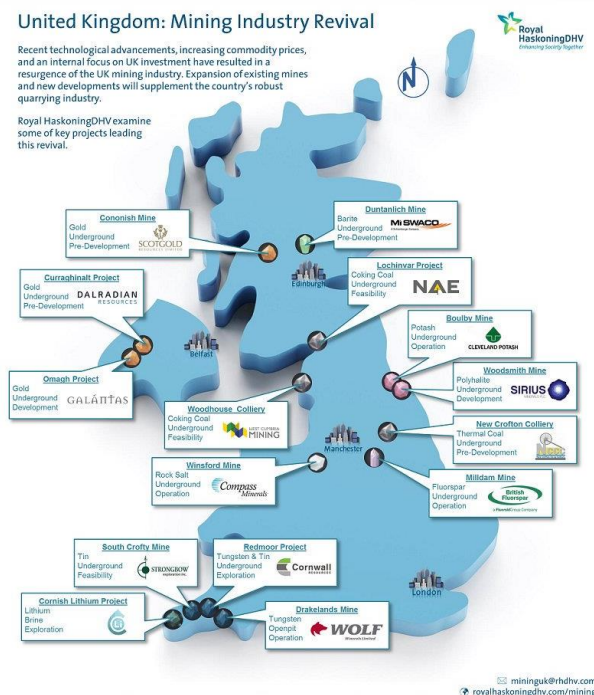 United Kingdom: Mining Industry Revival
Royal
HaskoningDHV
Enhancing Society Together
Recent technological advancements, increasing commodity prices,
and an internal focus on UK investment have resulted in a
resurgence of the UK mining industry. Expansion of existing mines
and new developments will supplement the country's robust
quarrying industry.
Royal HaskoningDHV examine
some of key projects leading
this revival.
N
Cononish Mine
Gold
Underground
Pre-Development
SCOTGOLD
RESOURCES LIMITED
Duntanlich Mine
Barite
Underground
Pre-Development
Mi SWACO
Edinburgh
Lochinvar Project
Coking Coal
Underground
Feasibility
NAE
Curraghinalt Project
Gold
Underground
Pre-Development
DALRADIAN
RESOURCES
Belfast
Boulby Mine
Potash
Underground
Operation
CLEVELAND POTASH
Omagh Project
Gold
Underground
Development
GALÁNTAS
Woodsmith Mine
Polyhalite
Underground
Development
SIRIUS
Woodhouse Colliery
Coking Coal
Underground
Feasibility
WEST CUMBRIA
MINING
New Crofton Colliery
Thermal Coal
Underground
Pre-Development
Manchester
Winsford Mine
Rock Salt
Underground
Operation
Compass
Minerals
Milldam Mine
Fluorspar
Underground
Operation
British
Fluorspar
South Crofty Mine
Tin
Underground
Feasibility
STRONGBOW
Redmoor Project
Tungsten & Tin
Underground
Exploration
Cornwall
RESOURCES
London
Cornish Lithium Project
Lithium
Brine
Exploration
Li
Drakelands Mine
Tungsten
Openpit
Operation
WOLF
Minerals Limited
mininguk@rhdhv.com
royalhaskoningdhv.com/mining